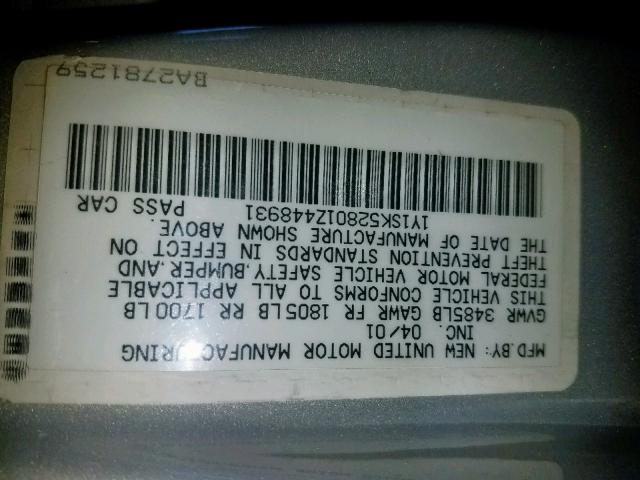 MFD.BY: NEW UNITED MOTOR MANUFACTURING
INC. 04/01
GVWR 3485LB GAWR FR 1805LB RR 1700LB
THIS VEHICLE CONFORMS TO ALL APPLICABLE
FEDERAL MOTOR VEHICLE SAFETY.BUMPER.AND
THEFT PREVENTION STANDARDS IN EFFECT ON
THE DATE OF MANUFACTURE SHOWN ABOVE.
1Y1SK52801Z448931 PASS CAR
BA2781259